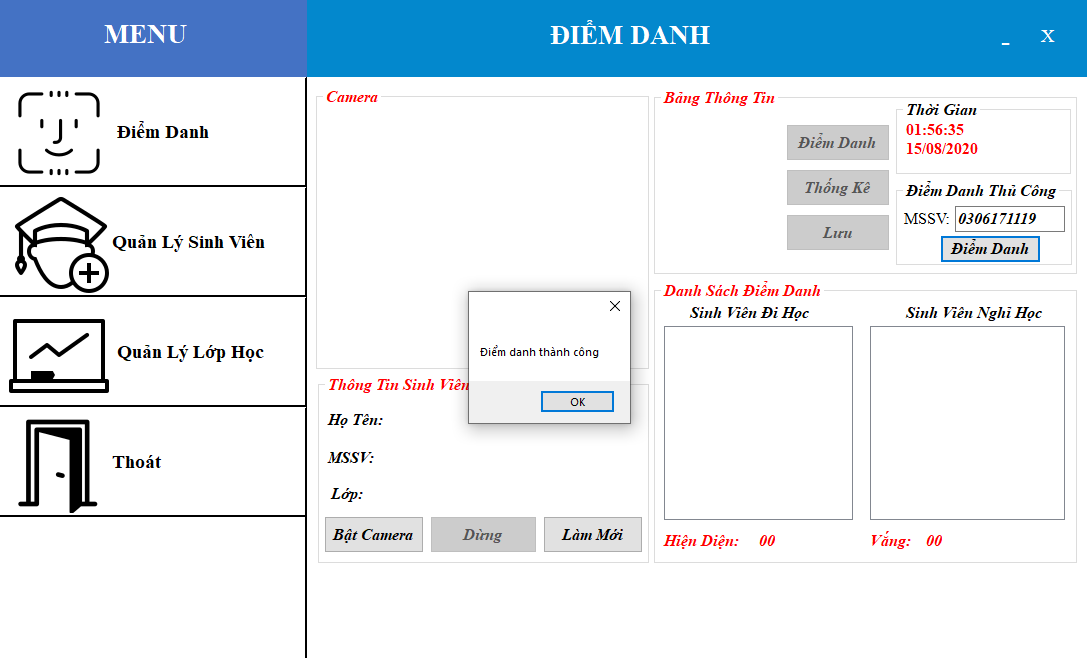 MENU
ĐIỂM DANH
_ X
Điểm Danh
Quản Lý Sinh Viên
Quản Lý Lớp Học
Thoát
Camera
Thông Tin Sinh Viên
Họ Tên:
MSSV:
Lớp:
Bật Camera
Dừng
Làm Mới
Điểm danh thành công
OK
Bảng Thông Tin
Điểm Danh
Thống Kê
Lưu
Thời Gian
01:56:35
15/08/2020
Điểm Danh Thủ Công
MSSV: 0306171119
Điểm Danh
Danh Sách Điểm Danh
Sinh Viên Đi Học
Sinh Viên Nghỉ Học
Hiện Diện: 00
Vắng: 00